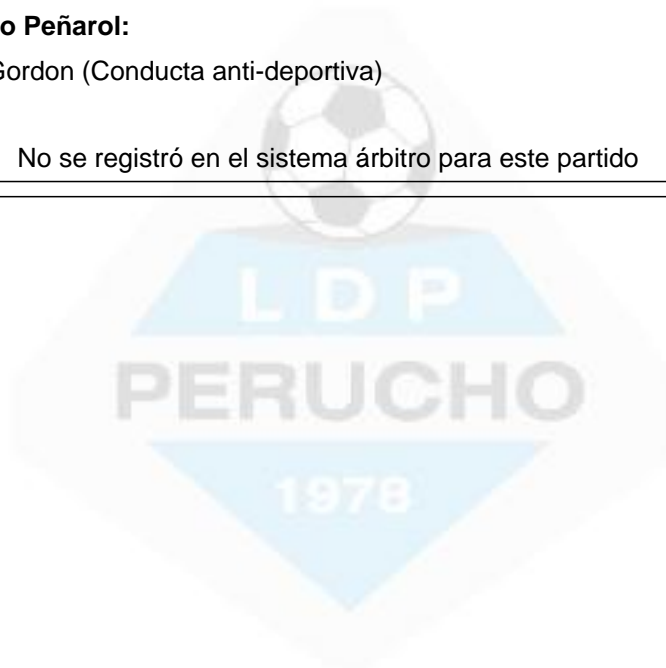 o Peñarol:
Gordon (Conducta anti-deportiva)
No se registró en el sistema árbitro para este partido
L D P
PERUCHO
1978